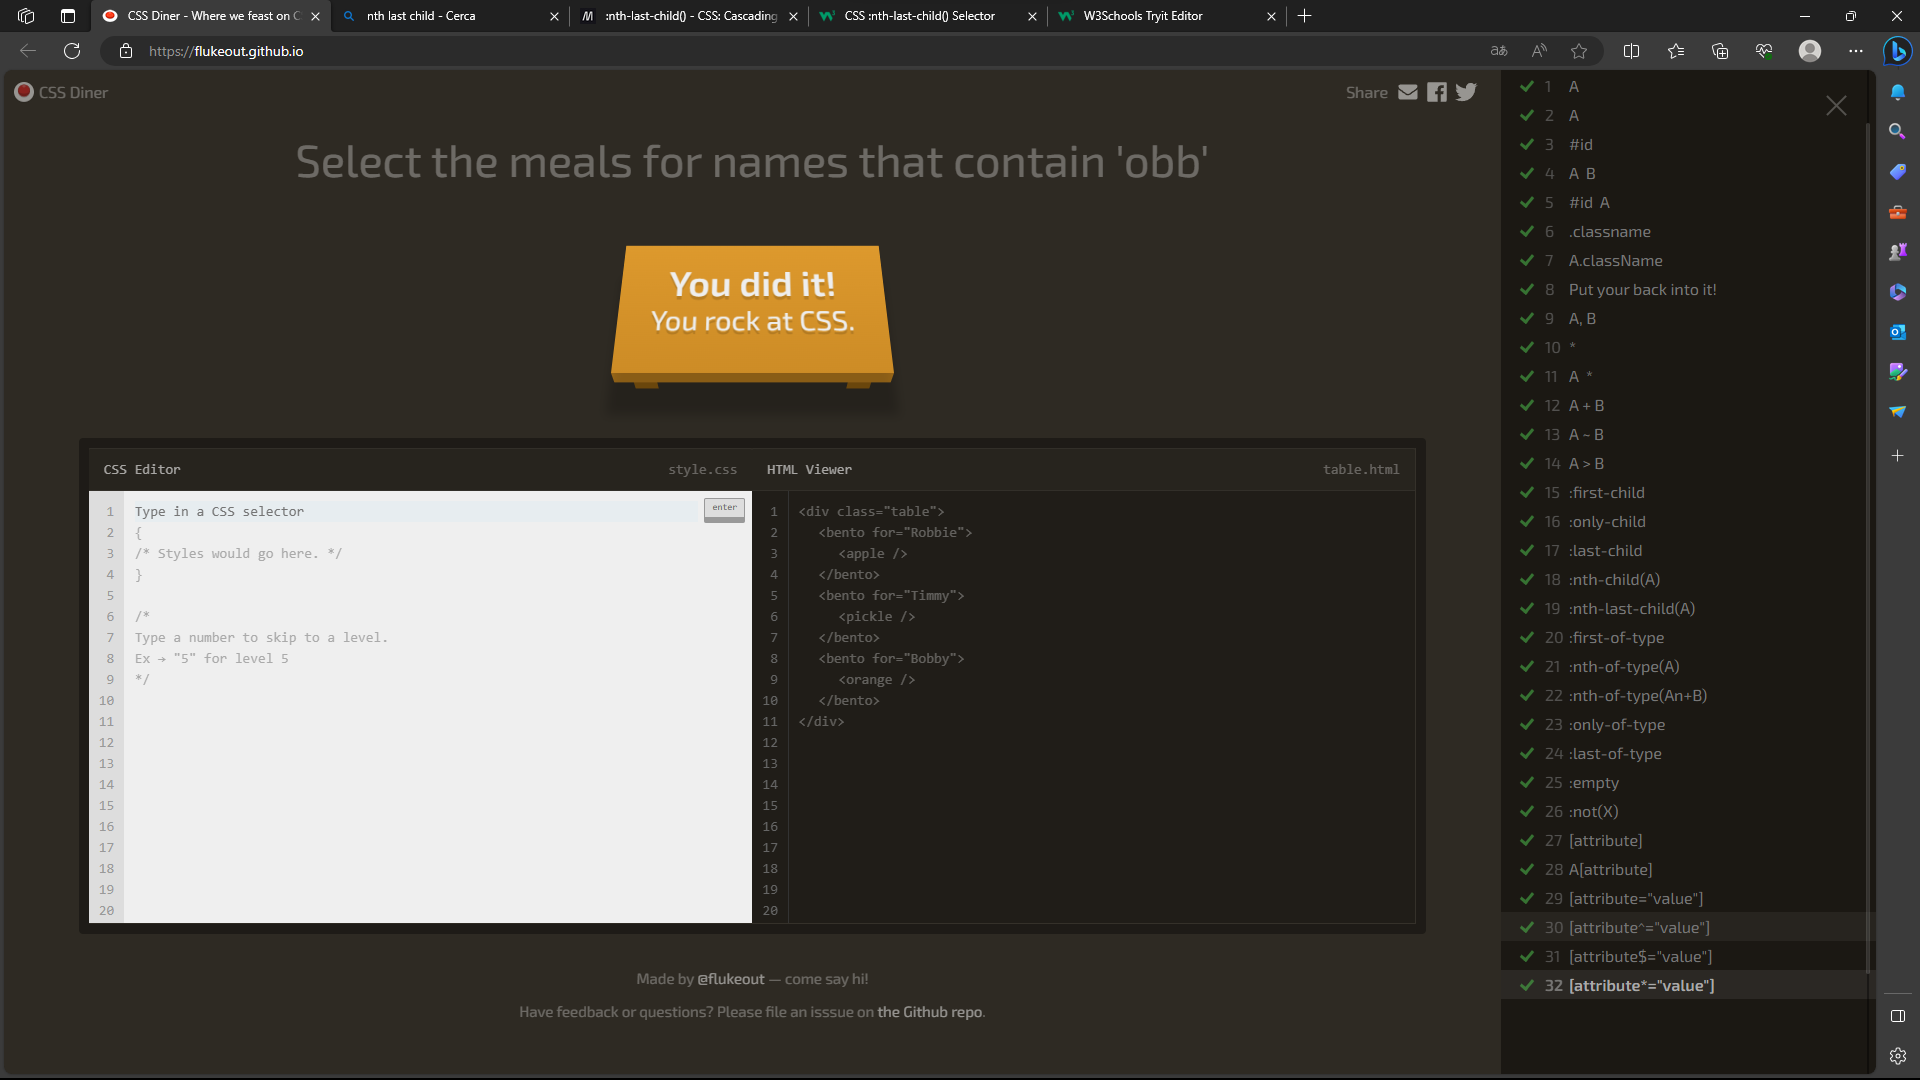 CSS Diner - Where we feast on C
nth last child - Cerca
:nth-last-child() - CSS: Cascading
CSS :nth-last-child() Selector
W3Schools Tryit Editor
https://flukeout.github.io
CSS Diner
Share
Select the meals for names that contain 'obb'
You did it!
You rock at CSS.
CSS Editor
style.css
HTML Viewer
table.html
enter
1 Type in a CSS selector
2 {
3 /* Styles would go here. */
4 }
5
6 /*
7 Type a number to skip to a level.
8 Ex → "5" for level 5
9 */
10
11
12
13
14
15
16
17
18
19
20
1 <div class="table">
2 <bento for="Robbie">
3 <apple />
4 </bento>
5 <bento for="Timmy">
6 <pickle />
7 </bento>
8 <bento for="Bobby">
9 <orange />
10 </bento>
11 </div>
12
13
14
15
16
17
18
19
20
Made by @flukeout — come say hi!
Have feedback or questions? Please file an isssue on the Github repo.
1 A
2 A
3 #id
4 A B
5 #id A
6 .classname
7 A.className
8 Put your back into it!
9 A, B
10 *
11 A *
12 A + B
13 A ~ B
14 A > B
15 :first-child
16 :only-child
17 :last-child
18 :nth-child(A)
19 :nth-last-child(A)
20 :first-of-type
21 :nth-of-type(A)
22 :nth-of-type(An+B)
23 :only-of-type
24 :last-of-type
25 :empty
26 :not(X)
27 [attribute]
28 A[attribute]
29 [attribute="value"]
30 [attribute^="value"]
31 [attribute$="value"]
32 [attribute*="value"]